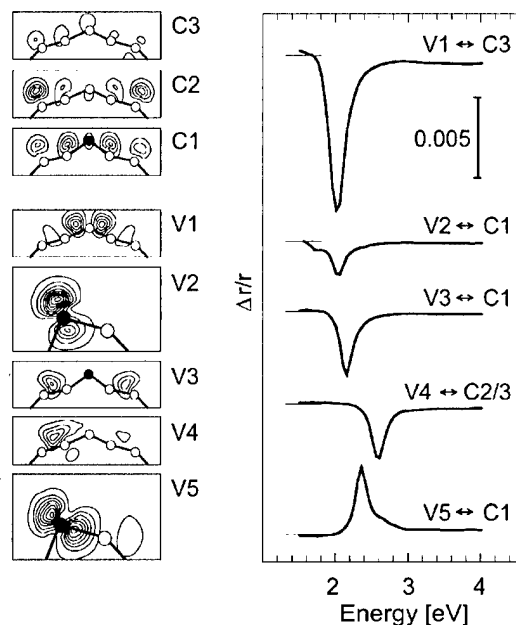 C3
C2
C1
V1
V2
V3
V4
V5
V1 ↔ C3
0.005
V2 ↔ C1
V3 ↔ C1
V4 ↔ C2/3
V5 ↔ C1
Δr/r
2
3
4
Energy [eV]